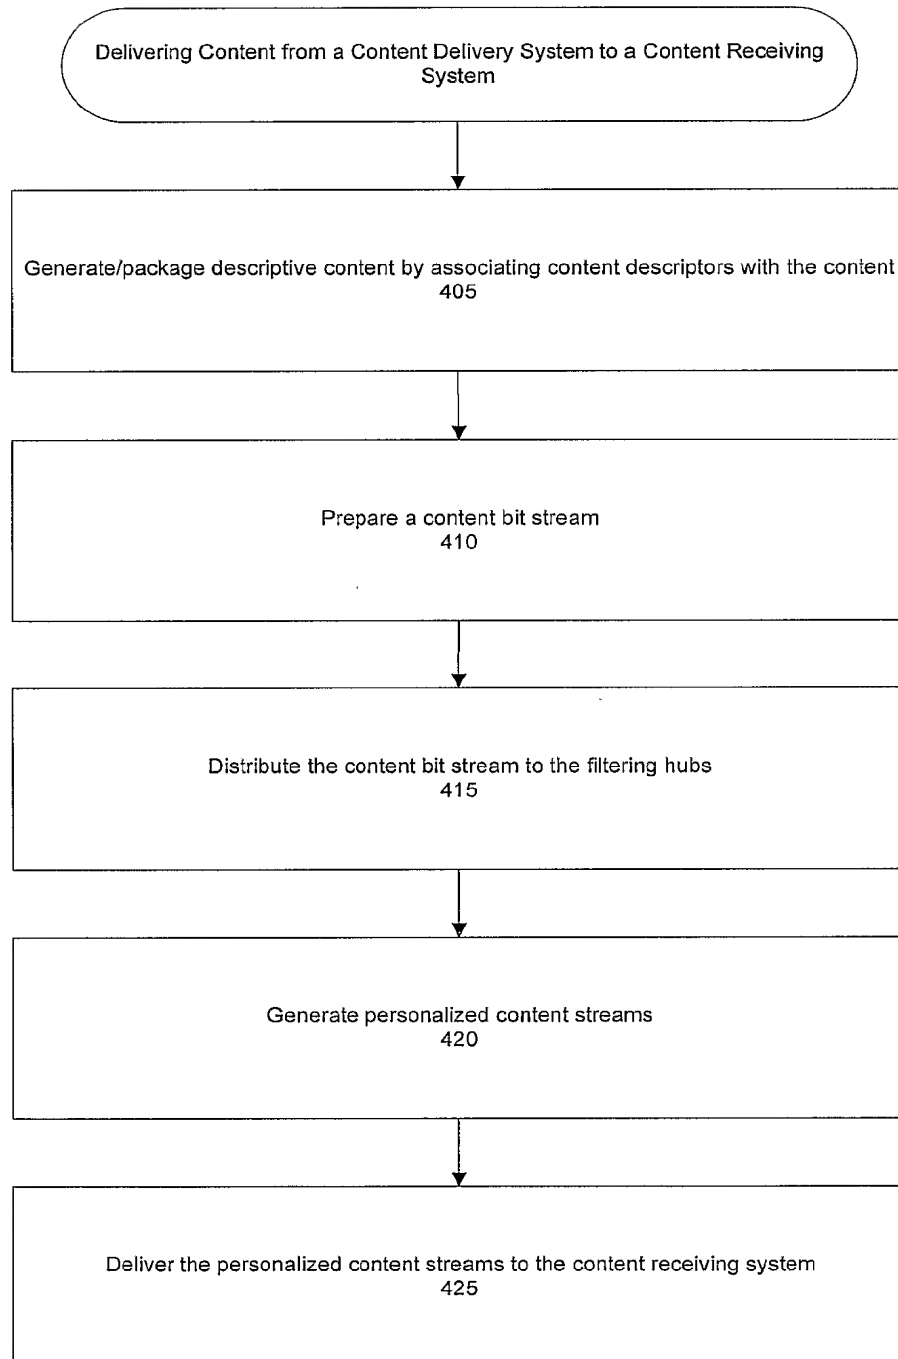 Delivering Content from a Content Delivery System to a Content Receiving
System
Generate/package descriptive content by associating content descriptors with the content
405
Prepare a content bit stream
410
Distribute the content bit stream to the filtering hubs
415
Generate personalized content streams
420
Deliver the personalized content streams to the content receiving system
425